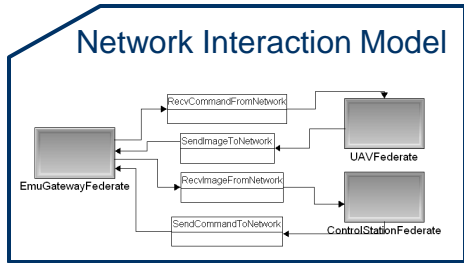 Network Interaction Model
RecvCommandFromNetwork
SendImageToNetwork
UAVFederate
EmuGatewayFederate
RecvImageFromNetwork
SendCommandToNetwork
ControlStationFederate